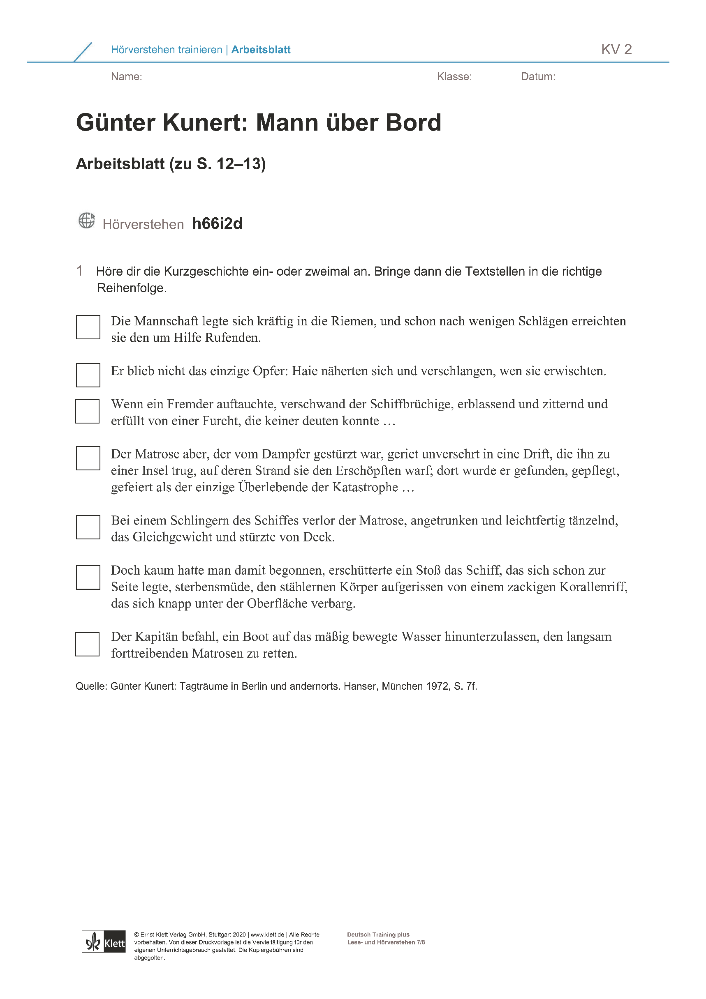 Hörverstehen trainieren | Arbeitsblatt KV 2
Name: Klasse: Datum:
Günter Kunert: Mann über Bord
Arbeitsblatt (zu S. 12–13)
Hörverstehen h66i2d
1 Höre dir die Kurzgeschichte ein- oder zweimal an. Bringe dann die Textstellen in die richtige
Reihenfolge.
Die Mannschaft legte sich kräftig in die Riemen, und schon nach wenigen Schlägen erreichten
sie den um Hilfe Rufenden.
Er blieb nicht das einzige Opfer: Haie näherten sich und verschlangen, wen sie erwischten.
Wenn ein Fremder auftauchte, verschwand der Schiffbrüchige, erblassend und zitternd und
erfüllt von einer Furcht, die keiner deuten konnte …
Der Matrose aber, der vom Dampfer gestürzt war, geriet unversehrt in eine Drift, die ihn zu
einer Insel trug, auf deren Strand sie den Erschöpften warf; dort wurde er gefunden, gepflegt,
gefeiert als der einzige Überlebende der Katastrophe …
Bei einem Schlingern des Schiffes verlor der Matrose, angetrunken und leichtfertig tänzelnd,
das Gleichgewicht und stürzte von Deck.
Doch kaum hatte man damit begonnen, erschütterte ein Stoß das Schiff, das sich schon zur
Seite legte, sterbensmüde, den stählernen Körper aufgerissen von einem zackigen Korallenriff,
das sich knapp unter der Oberfläche verbarg.
Der Kapitän befahl, ein Boot auf das mäßig bewegte Wasser hinunterzulassen, den langsam
forttreibenden Matrosen zu retten.
Quelle: Günter Kunert: Tagträume in Berlin und andernorts. Hanser, München 1972, S. 7f.
Klett
© Ernst Klett Verlag GmbH, Stuttgart 2020 | www.klett.de | Alle Rechte
vorbehalten. Von dieser Druckvorlage ist die Vervielfältigung für den
eigenen Unterrichtsgebrauch gestattet. Die Kopiergebühren sind
abgegolten.
Deutsch Training plus
Lese- und Hörverstehen 7/8